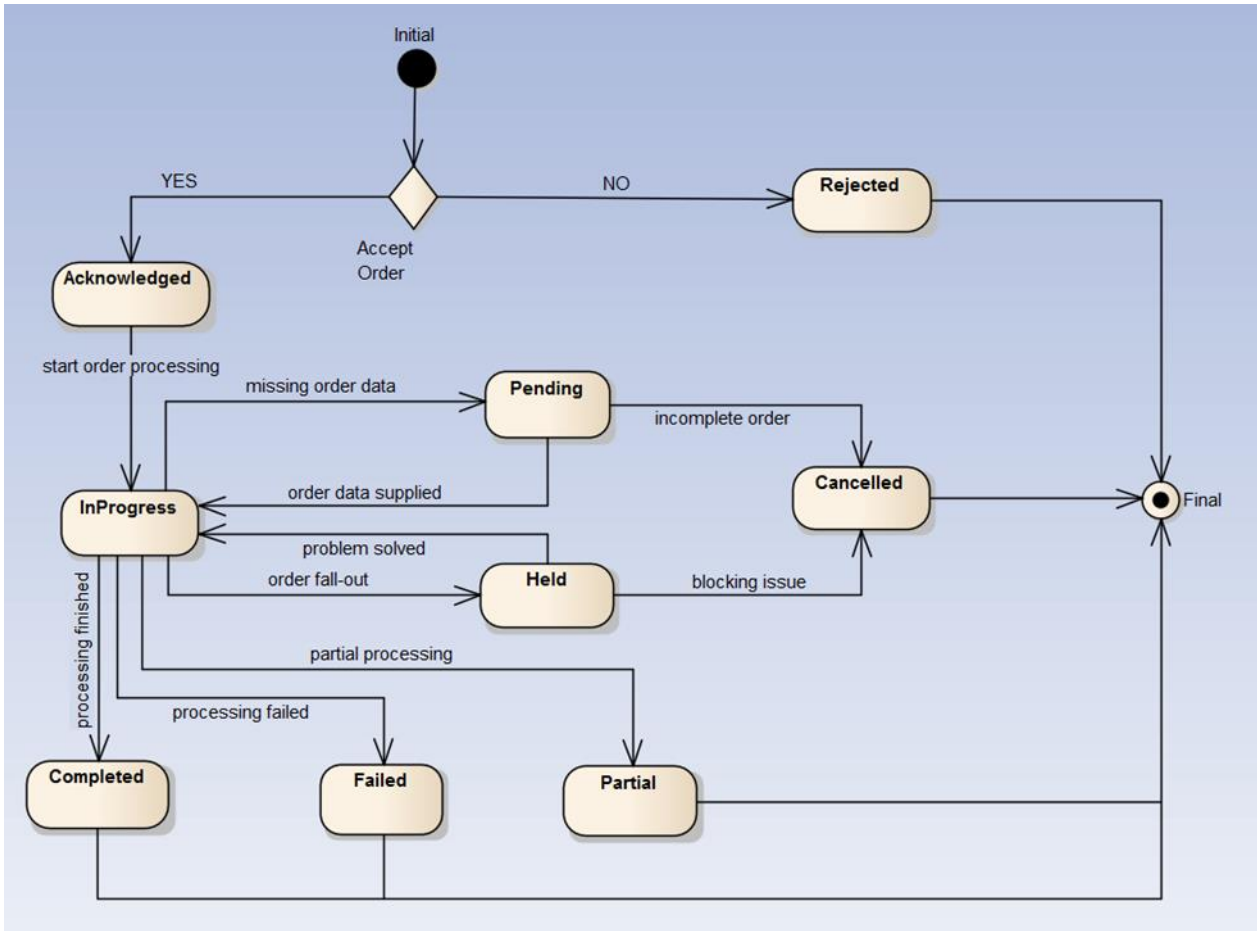 Initial
YES
NO
Rejected
Accept
Order
Acknowledged
start order processing
missing order data
Pending
incomplete order
Cancelled
order data supplied
InProgress
Final
problem solved
order fall-out
Held
blocking issue
processing finished
partial processing
processing failed
Completed
Failed
Partial